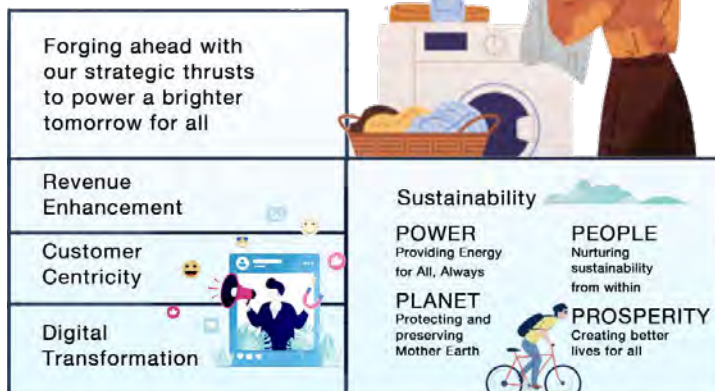 Forging ahead with
our strategic thrusts
to power a brighter
tomorrow for all
Revenue
Enhancement
Customer
Centricity
Digital
Transformation
Sustainability
POWER
Providing Energy
for All, Always
PEOPLE
Nurturing
sustainability
from within
PLANET
Protecting and
preserving
Mother Earth
PROSPERITY
Creating better
lives for all